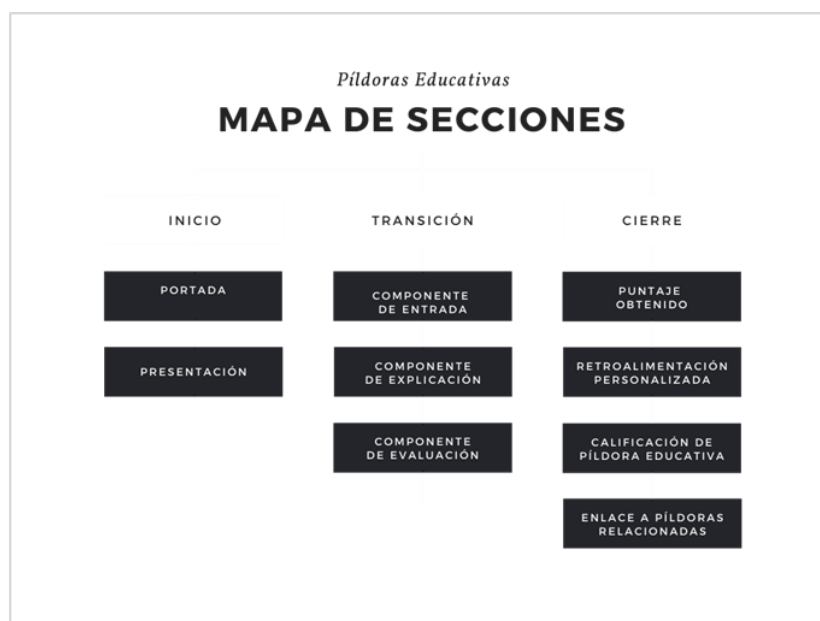 Píldoras Educativas
MAPA DE SECCIONES
INICIO
PORTADA
PRESENTACIÓN
TRANSICIÓN
COMPONENTE
DE ENTRADA
COMPONENTE
DE EXPLICACIÓN
COMPONENTE
DE EVALUACIÓN
CIERRE
PUNTAJE
OBTENIDO
RETROALIMENTACIÓN
PERSONALIZADA
CALIFICACIÓN DE
PÍLDORA EDUCATIVA
ENLACE A PÍLDORAS
RELACIONADAS